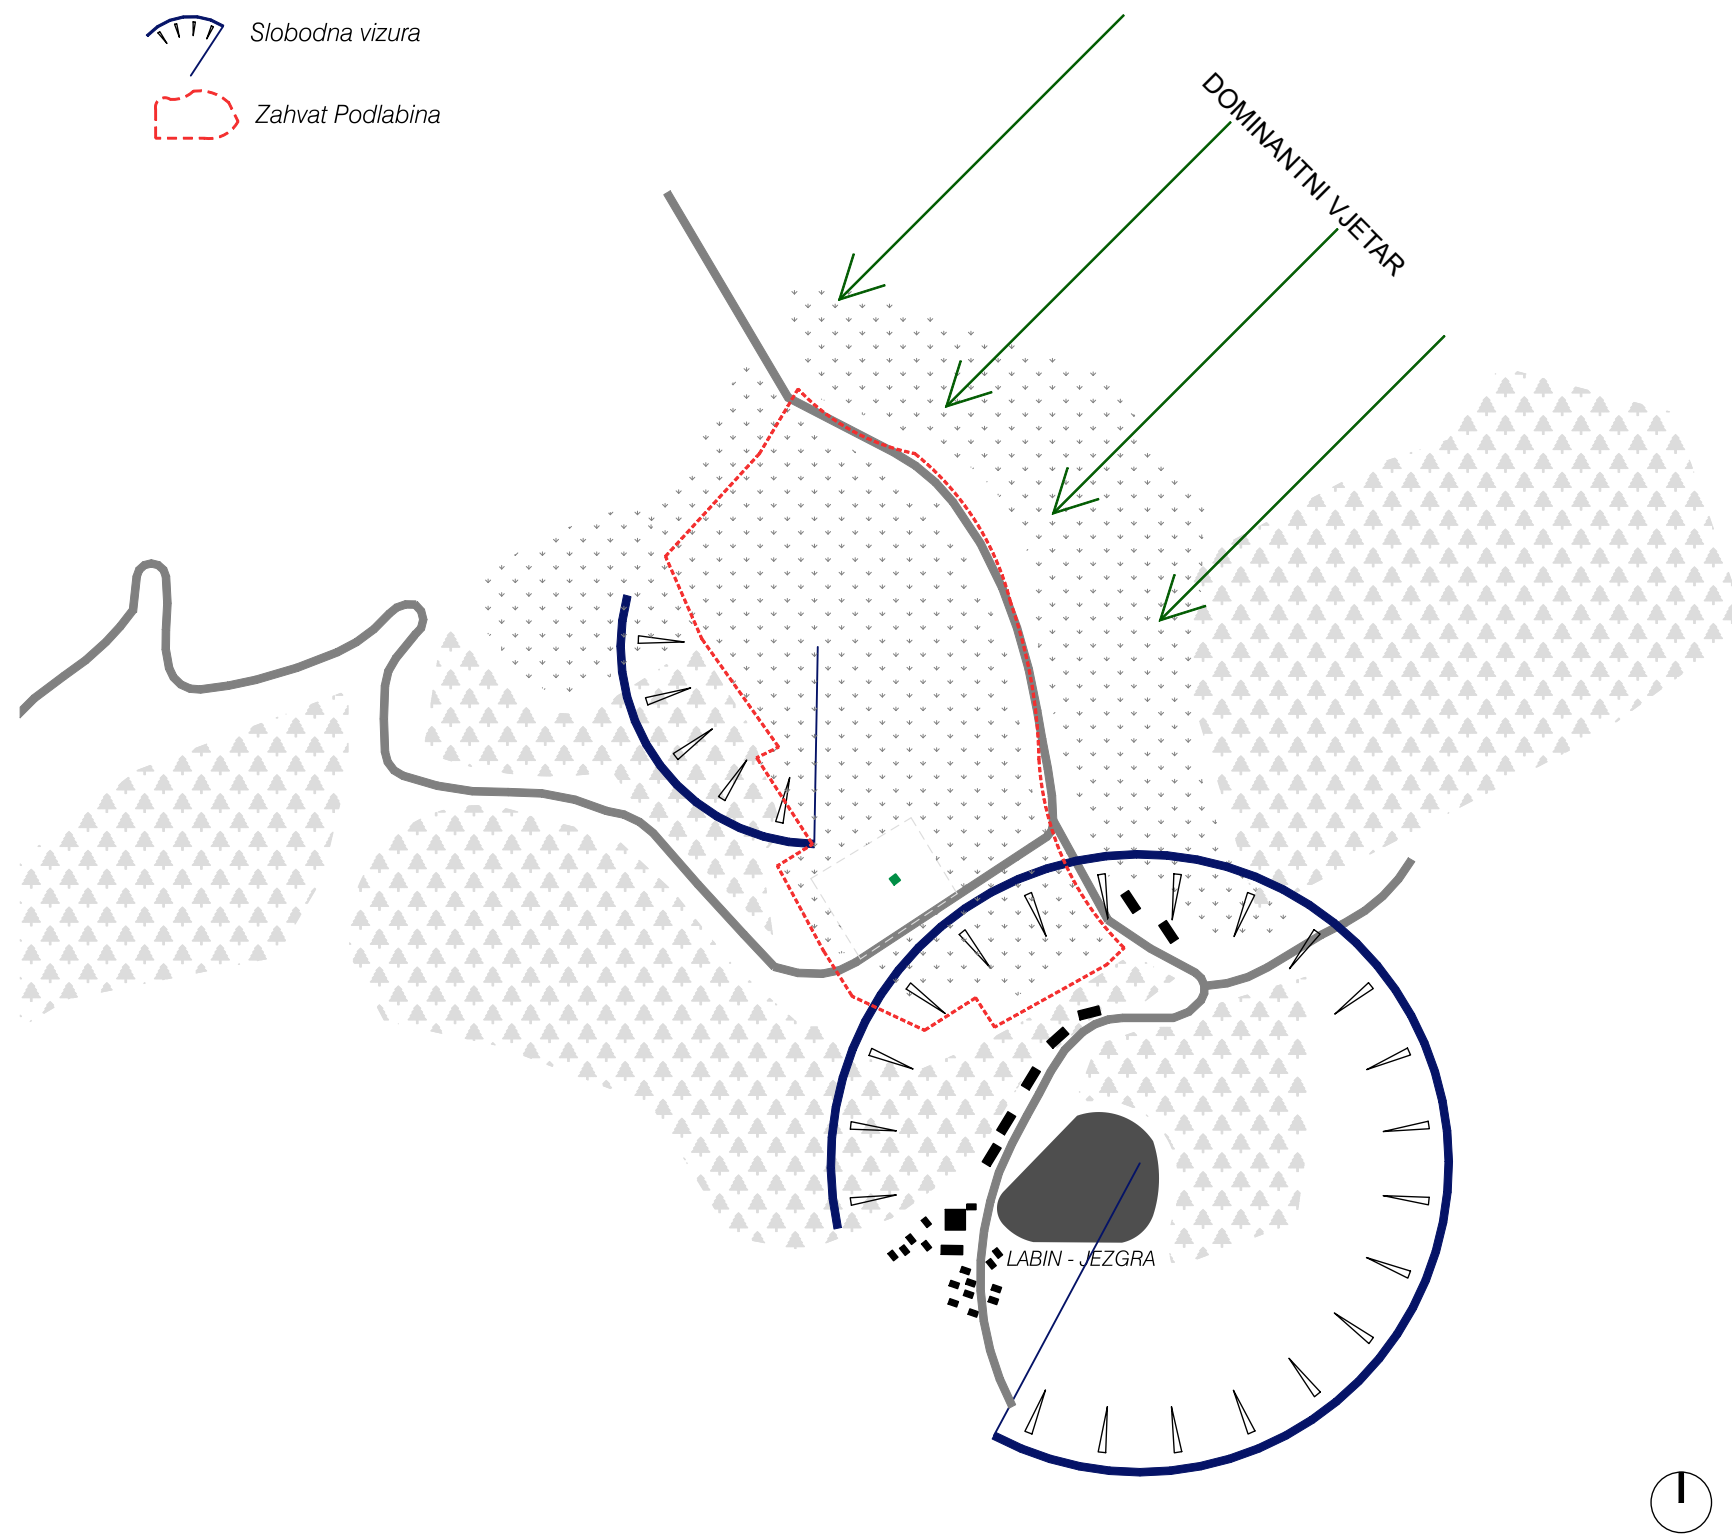 Slobodna vizura
Zahvat Podlabina
DOMINANTNI VJETAR
LABIN - JEZGRA